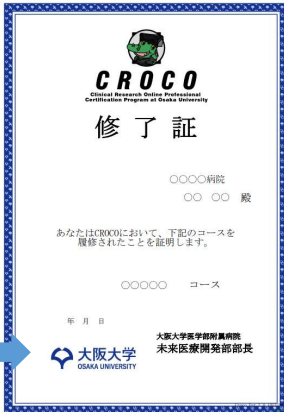 CROCO
Clinical Research Online Professional
Certification Program at Osaka University
修了証
○○○○病院
○○ ○○ 殿
あなたはCROCOにおいて、下記のコースを
履修されたことを証明します。
○○○○○ コース
年 月 日
大阪大学
OSAKA UNIVERSITY
大阪大学医学部附属病院
未来医療開発部部長